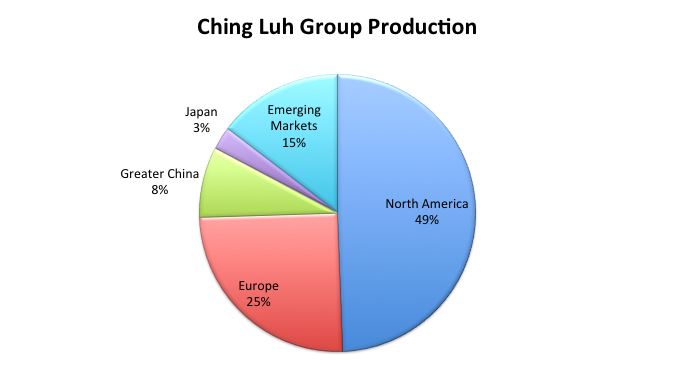 Ching Luh Group Production
Emerging
Markets
15%
Japan
3%
Greater China
8%
North America
49%
Europe
25%